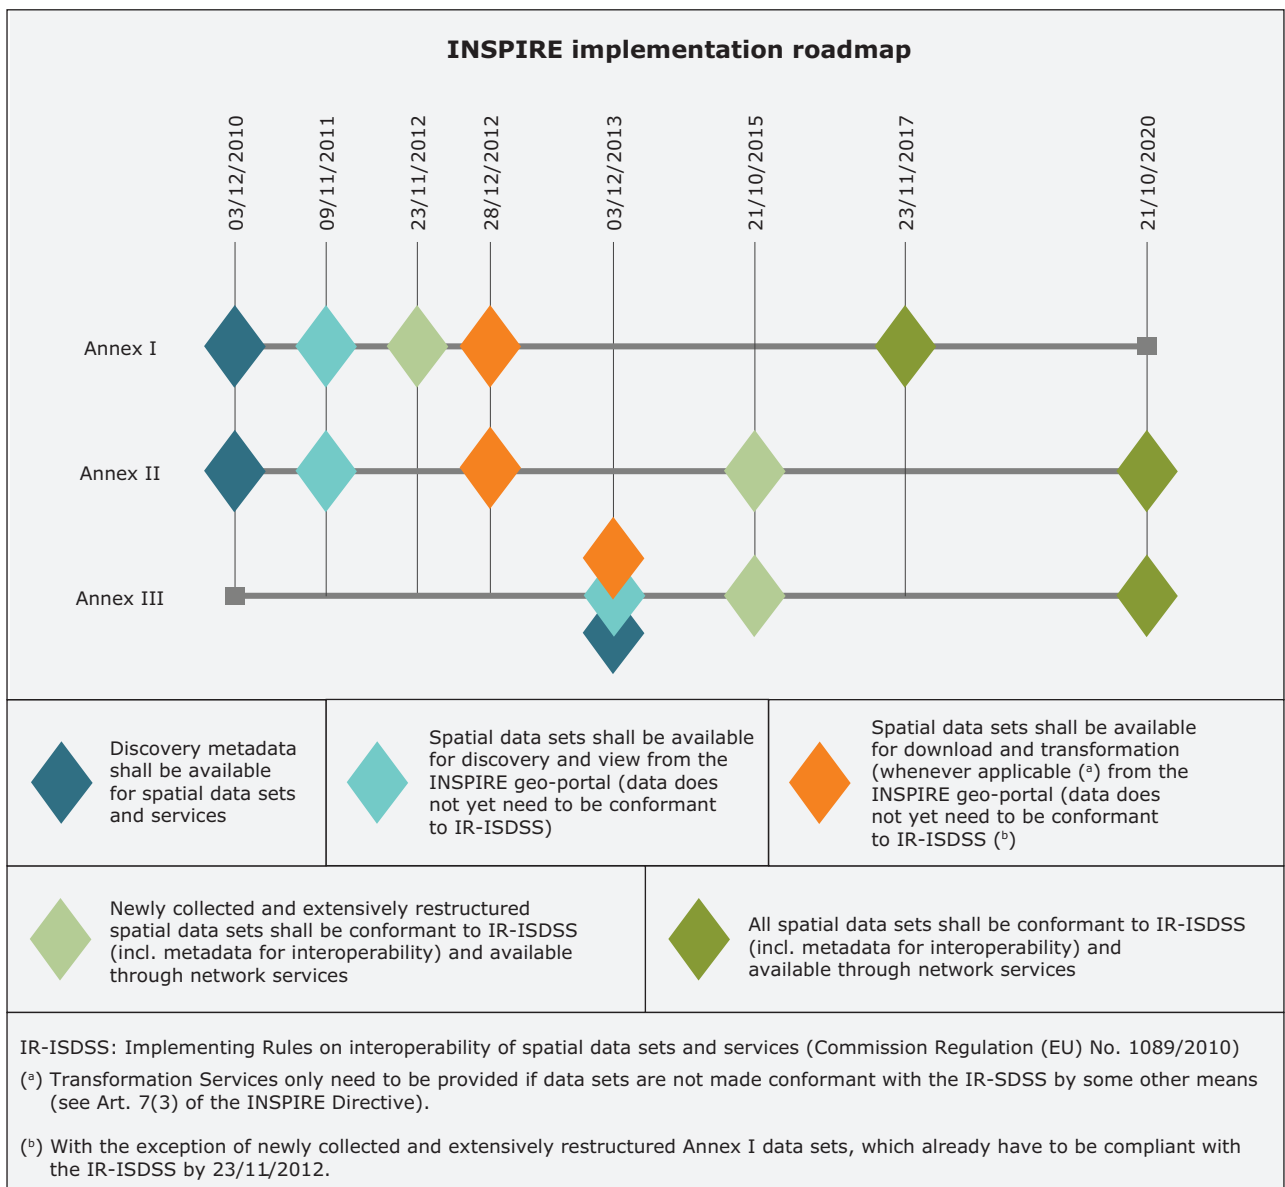 INSPIRE implementation roadmap
03/12/2010
09/11/2011
23/11/2012
28/12/2012
03/12/2013
21/10/2015
23/11/2017
21/10/2020
Annex I
Annex II
Annex III
Discovery metadata
shall be available
for spatial data sets
and services
Spatial data sets shall be available
for discovery and view from the
INSPIRE geo-portal (data does
not yet need to be conformant
to IR-ISDSS)
Spatial data sets shall be available
for download and transformation
(whenever applicable (ᵃ) from the
INSPIRE geo-portal (data does
not yet need to be conformant
to IR-ISDSS (ᵇ)
Newly collected and extensively restructured
spatial data sets shall be conformant to IR-ISDSS
(incl. metadata for interoperability) and available
through network services
All spatial data sets shall be conformant to IR-ISDSS
(incl. metadata for interoperability) and
available through network services
IR-ISDSS: Implementing Rules on interoperability of spatial data sets and services (Commission Regulation (EU) No. 1089/2010)
(ᵃ) Transformation Services only need to be provided if data sets are not made conformant with the IR-SDSS by some other means
(see Art. 7(3) of the INSPIRE Directive).
(ᵇ) With the exception of newly collected and extensively restructured Annex I data sets, which already have to be compliant with
the IR-ISDSS by 23/11/2012.